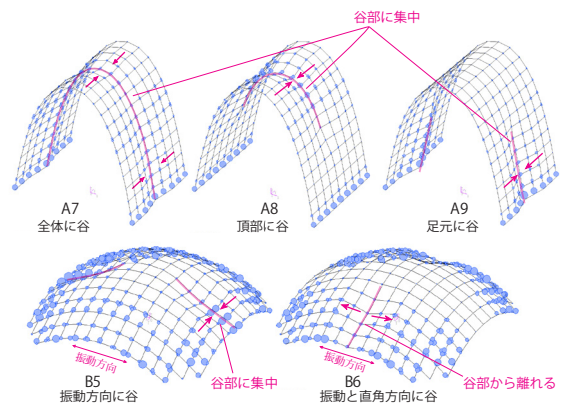 谷部に集中
A7
全体に谷
A8
頂部に谷
A9
足元に谷
振動方向
谷部に集中
B5
振動方向に谷
振動方向
谷部から離れる
B6
振動と直角方向に谷